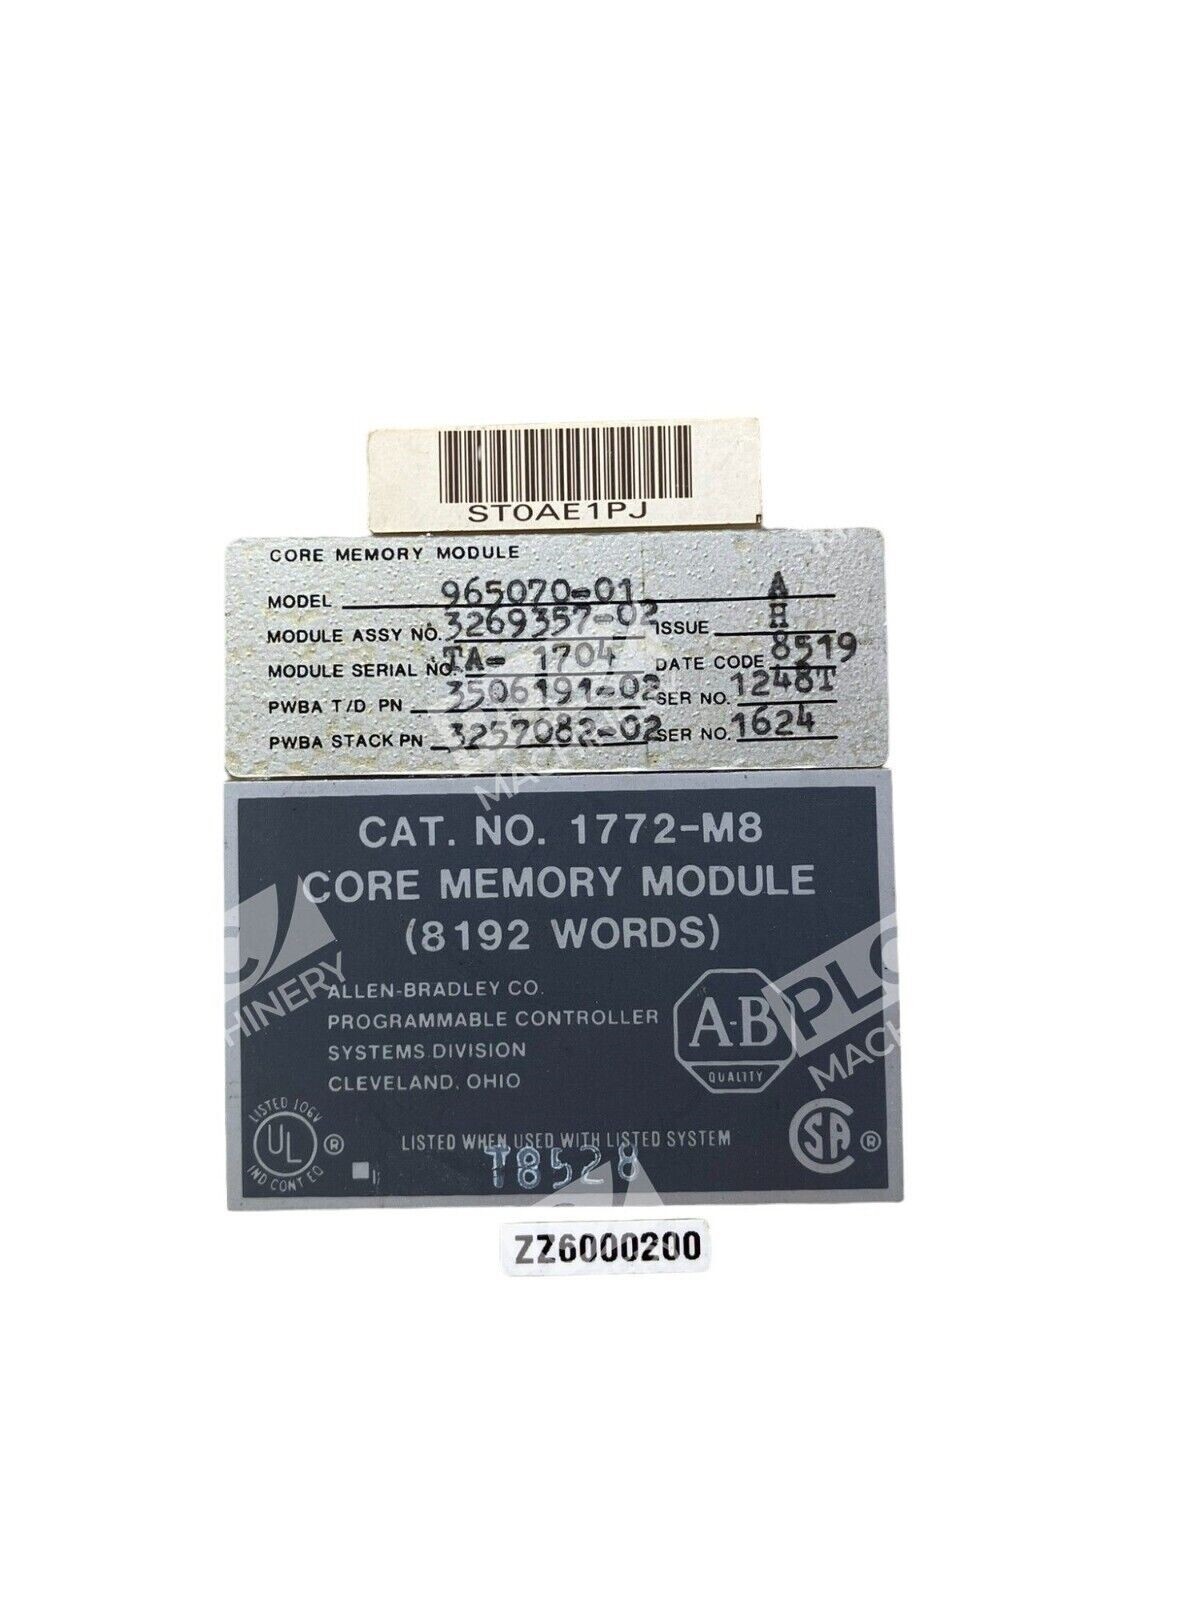 ST0AE1PJ
CORE MEMORY MODULE
MODEL 965070-01 A
MODULE ASSY NO. 3269357-02 ISSUE H
MODULE SERIAL NO. TA- 1704 DATE CODE 8519
PWBA T/D PN 3506191-02 SER NO. 1248T
PWBA STACK PN 3257082-02 SER NO. 1624
CAT. NO. 1772-M8
CORE MEMORY MODULE
(8192 WORDS)
ALLEN-BRADLEY CO.
PROGRAMMABLE CONTROLLER
SYSTEMS DIVISION
CLEVELAND, OHIO
A-B
QUALITY
LISTED 106V
UL ®
IND CONT EQ
LISTED WHEN USED WITH LISTED SYSTEM
SA ®
T8528
ZZ6000200
PLC
MACHINERY